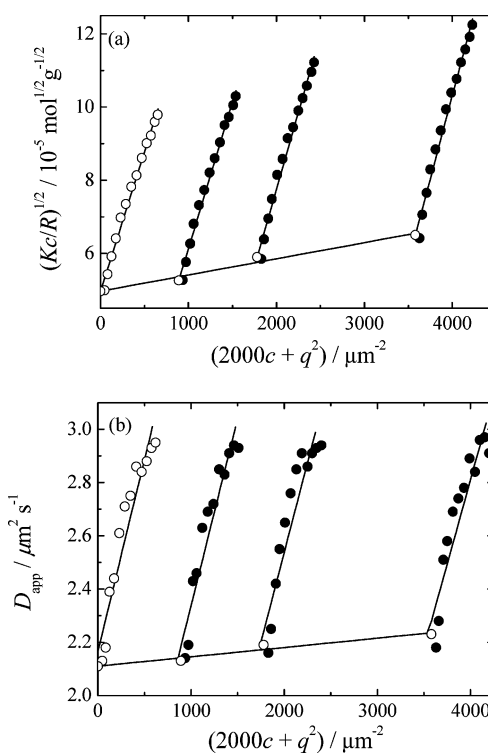 (a)
12
10
8
6
(Kc/R)^{1/2} / 10^{-5} mol^{1/2}g^{-1/2}
0 1000 2000 3000 4000
(2000c + q^2) / μm^{-2}
(b)
3.0
2.8
2.6
2.4
2.2
2.0
D_{app} / μm^2 s^{-1}
0 1000 2000 3000 4000
(2000c + q^2) / μm^{-2}